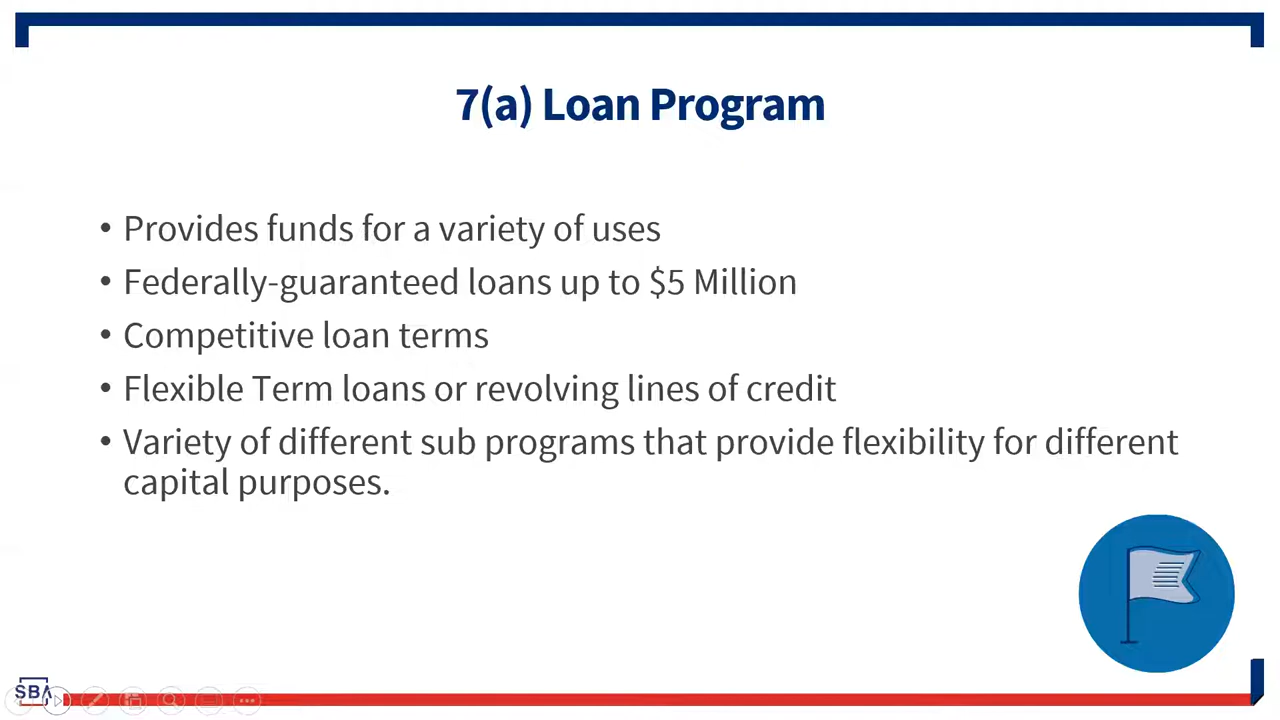 7(a) Loan Program
• Provides funds for a variety of uses
• Federally-guaranteed loans up to $5 Million
• Competitive loan terms
• Flexible Term loans or revolving lines of credit
• Variety of different sub programs that provide flexibility for different
capital purposes.
SBA